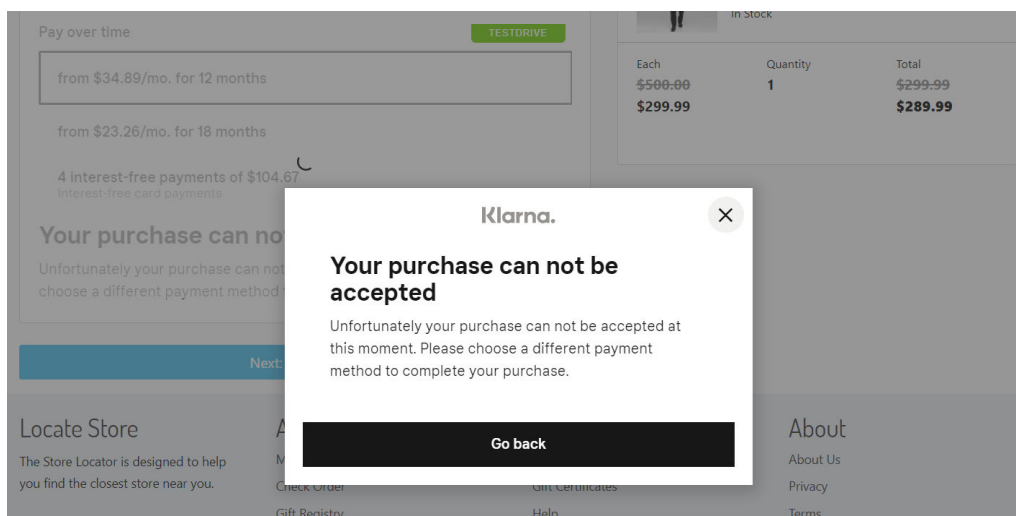 Pay over time
TESTDRIVE
from $34.89/mo. for 12 months
from $23.26/mo. for 18 months
4 interest-free payments of $104.67
Interest-free card payments
Your purchase can no
Unfortunately your purchase can not
choose a different payment method
Next:
In Stock
Each Quantity Total
$500.00 1 $299.99
$299.99 $289.99
Klarna.
Your purchase can not be
accepted
Unfortunately your purchase can not be accepted at
this moment. Please choose a different payment
method to complete your purchase.
Go back
Locate Store
The Store Locator is designed to help
you find the closest store near you.
Check Order
Gift Registry
Gift Certificates
Help
About
About Us
Privacy
Terms